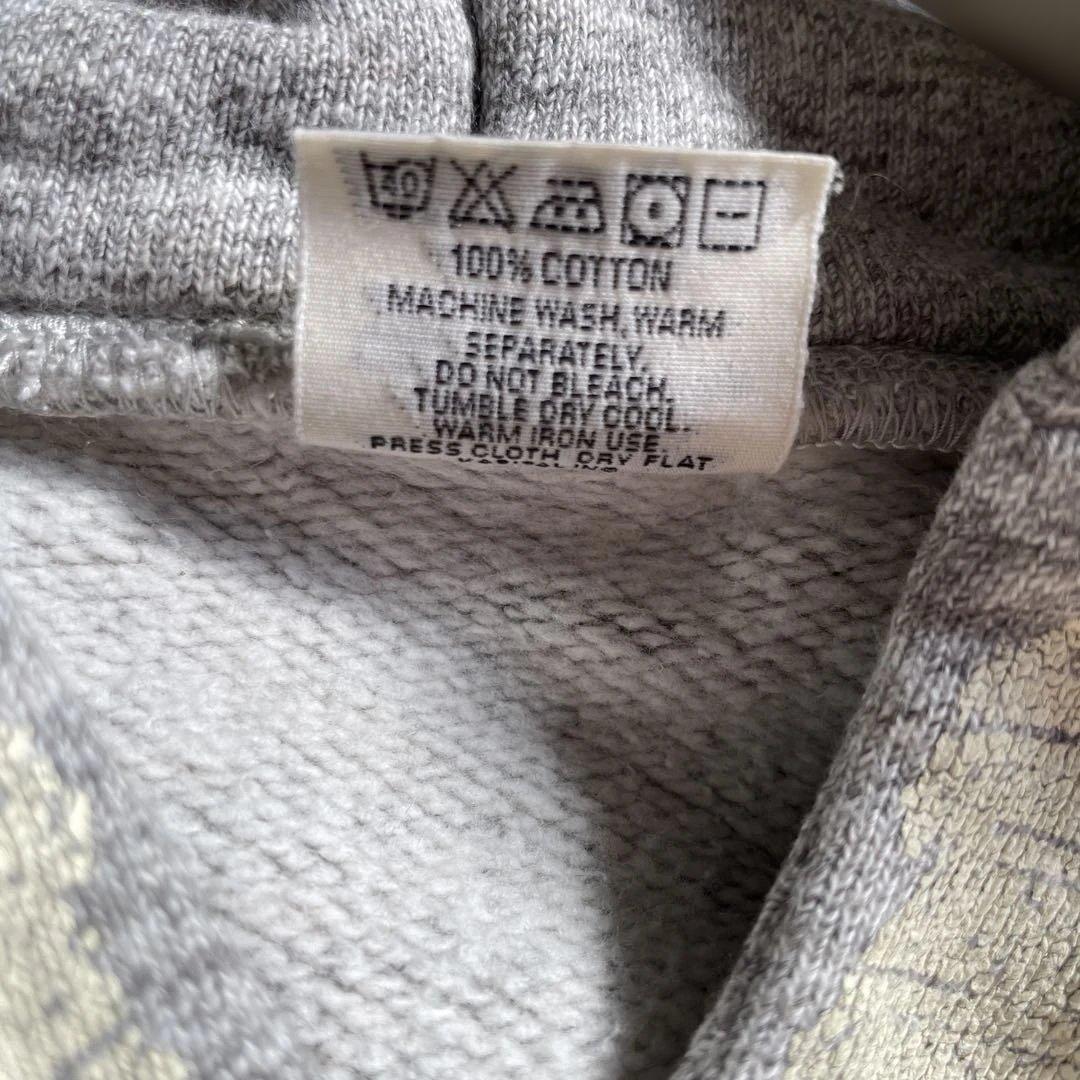 40
100% COTTON
MACHINE WASH, WARM
SEPARATELY.
DO NOT BLEACH.
TUMBLE DRY COOL.
WARM IRON USE
PRESS CLOTH DRY FLAT